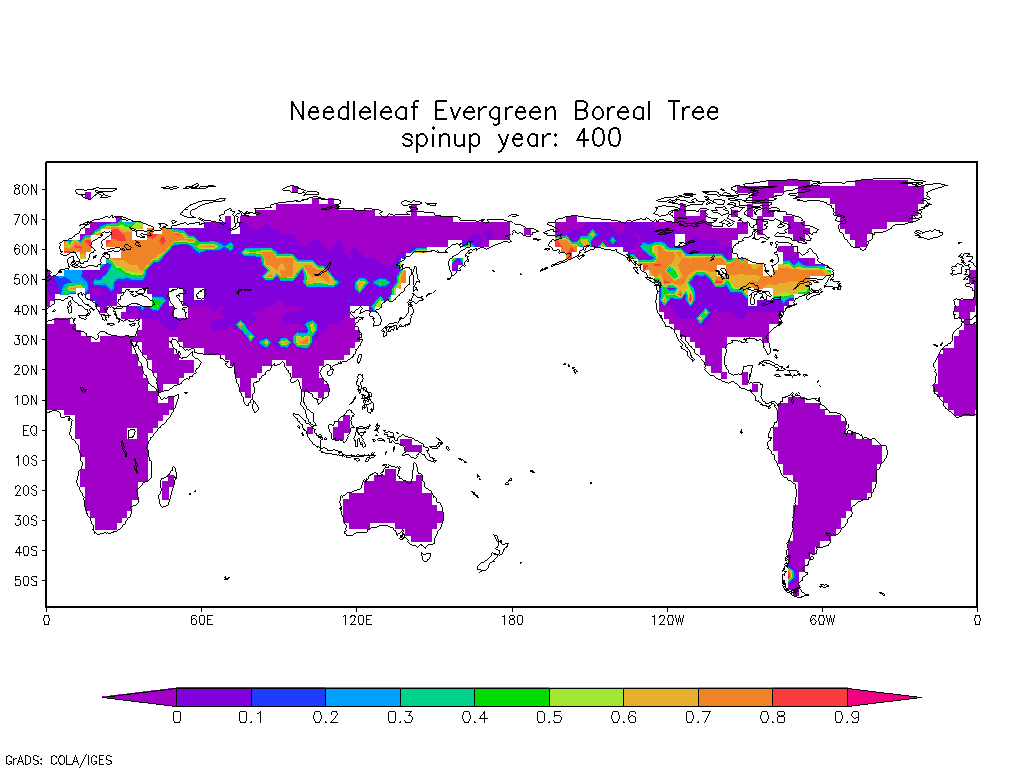 Needleleaf Evergreen Boreal Tree
spinup year: 400
80N
70N
60N
50N
40N
30N
20N
10N
EQ
10S
20S
30S
40S
50S
0 60E 120E 180 120W 60W 0
0 0.1 0.2 0.3 0.4 0.5 0.6 0.7 0.8 0.9
GrADS: COLA/IGES